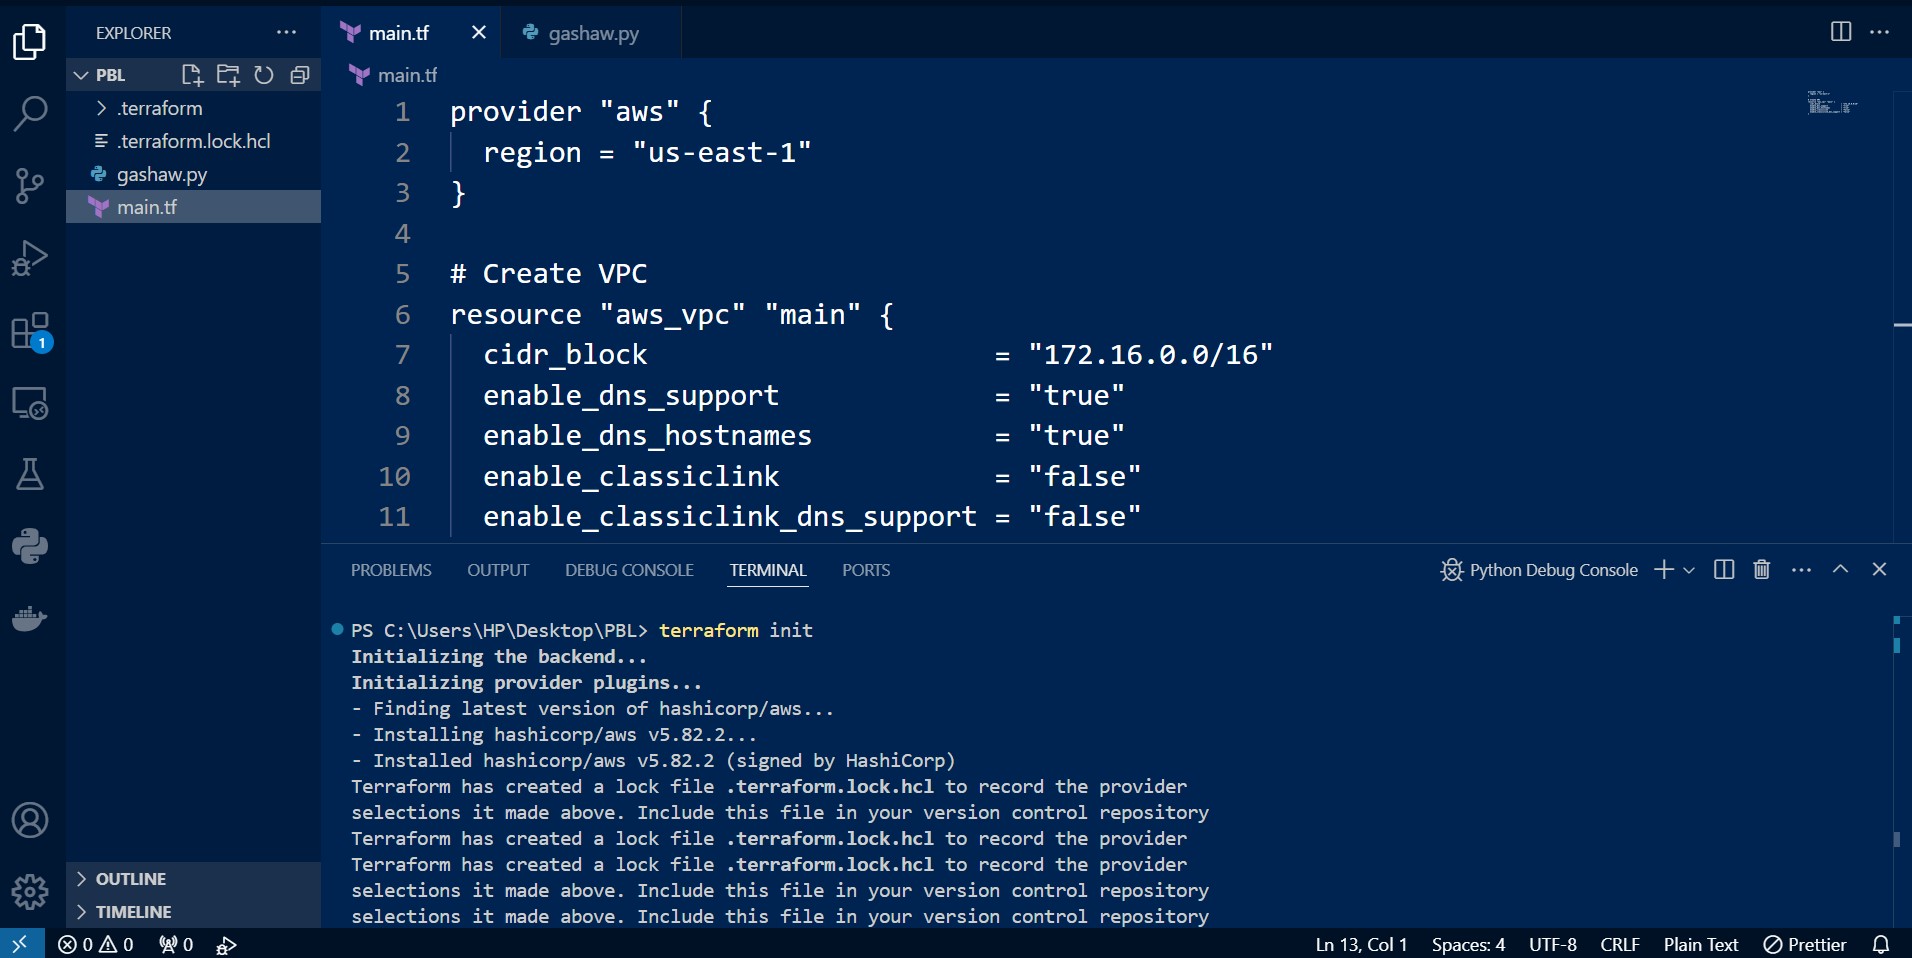 EXPLORER
PBL
.terraform
.terraform.lock.hcl
gashaw.py
main.tf
OUTLINE
TIMELINE
main.tf
gashaw.py
main.tf
1 provider "aws" {
2 region = "us-east-1"
3 }
4
5 # Create VPC
6 resource "aws_vpc" "main" {
7 cidr_block = "172.16.0.0/16"
8 enable_dns_support = "true"
9 enable_dns_hostnames = "true"
10 enable_classiclink = "false"
11 enable_classiclink_dns_support = "false"
PROBLEMS OUTPUT DEBUG CONSOLE TERMINAL PORTS Python Debug Console
PS C:\Users\HP\Desktop\PBL> terraform init
Initializing the backend...
Initializing provider plugins...
- Finding latest version of hashicorp/aws...
- Installing hashicorp/aws v5.82.2...
- Installed hashicorp/aws v5.82.2 (signed by HashiCorp)
Terraform has created a lock file .terraform.lock.hcl to record the provider
selections it made above. Include this file in your version control repository
Terraform has created a lock file .terraform.lock.hcl to record the provider
Terraform has created a lock file .terraform.lock.hcl to record the provider
selections it made above. Include this file in your version control repository
selections it made above. Include this file in your version control repository
1
0 0 0 Ln 13, Col 1 Spaces: 4 UTF-8 CRLF Plain Text Prettier